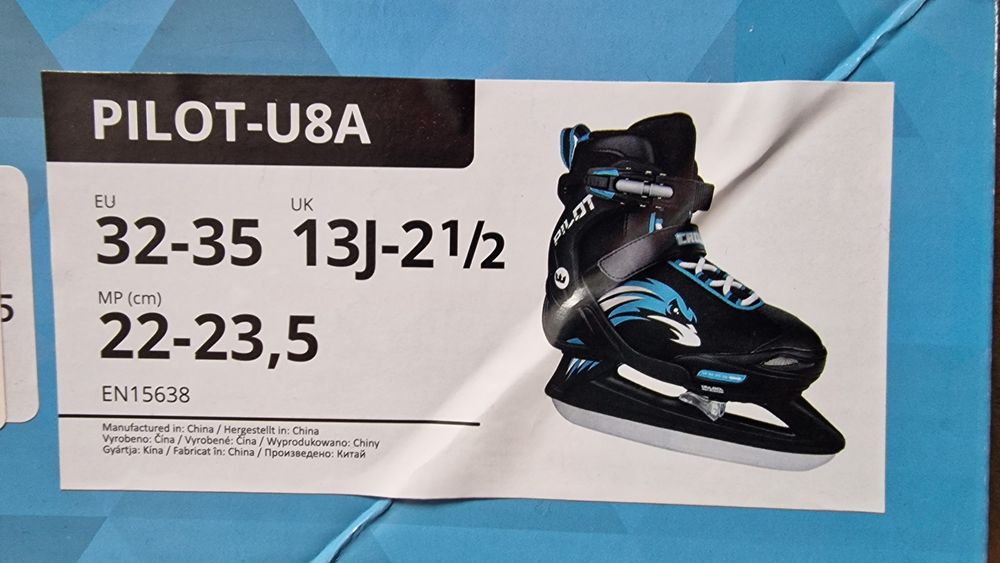 PILOT-U8A
EU
32-35
UK
13J-2½
MP (cm)
22-23,5
EN15638
Manufactured in: China / Hergestellt in: China
Vyrobeno: Čína / Vyrobené: Čína / Wyprodukowano: Chiny
Gyártja: Kína / Fabricat în: China / Произведено: Китай
PILOT
5